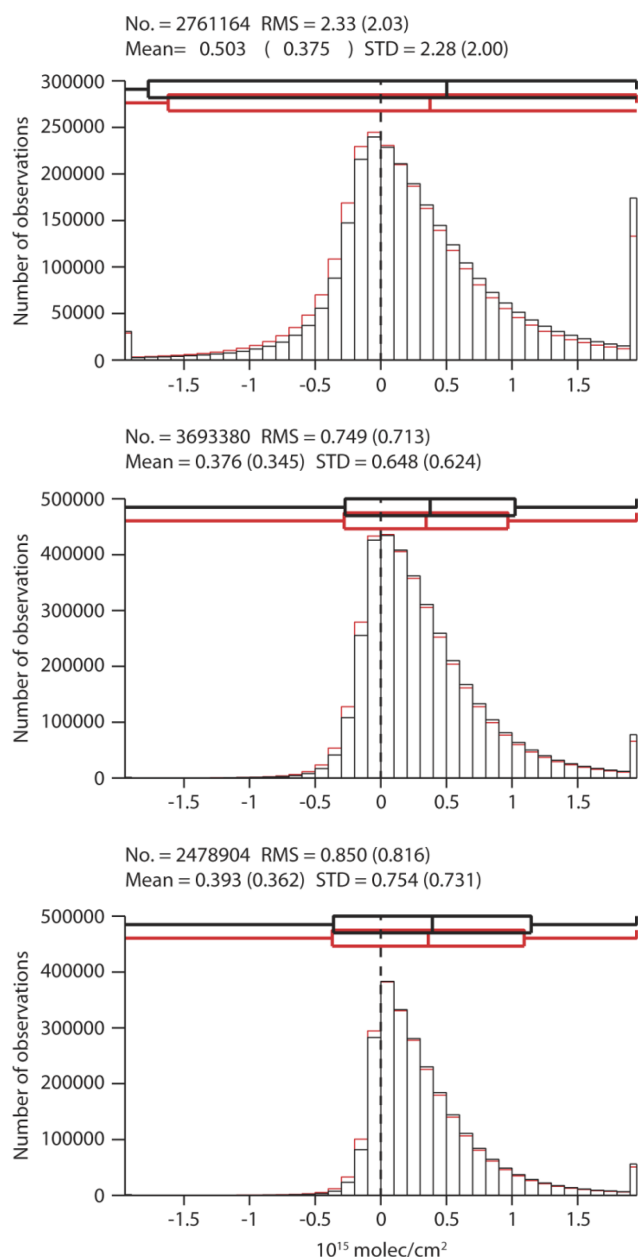 No. = 2761164 RMS = 2.33 (2.03)
Mean= 0.503 ( 0.375 ) STD = 2.28 (2.00)
300000
250000
200000
150000
100000
50000
0
Number of observations
-1.5 -1 -0.5 0 0.5 1 1.5
No. = 3693380 RMS = 0.749 (0.713)
Mean = 0.376 (0.345) STD = 0.648 (0.624)
500000
400000
300000
200000
100000
0
Number of observations
-1.5 -1 -0.5 0 0.5 1 1.5
No. = 2478904 RMS = 0.850 (0.816)
Mean = 0.393 (0.362) STD = 0.754 (0.731)
500000
400000
300000
200000
100000
0
Number of observations
-1.5 -1 -0.5 0 0.5 1 1.5
10¹⁵ molec/cm²